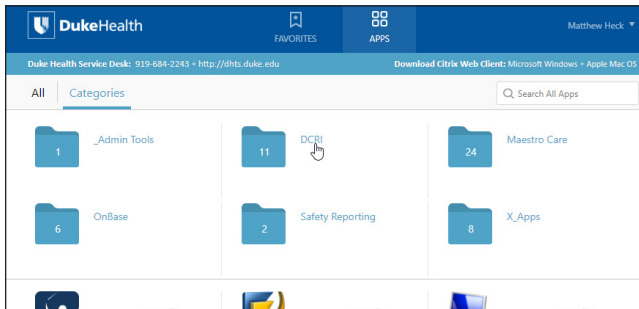 DukeHealth
FAVORITES
APPS
Matthew Heck
Duke Health Service Desk: 919-684-2243 • http://dhts.duke.edu
Download Citrix Web Client: Microsoft Windows • Apple Mac OS
All
Categories
Search All Apps
1
_Admin Tools
11
DCRI
24
Maestro Care
6
OnBase
2
Safety Reporting
8
X_Apps